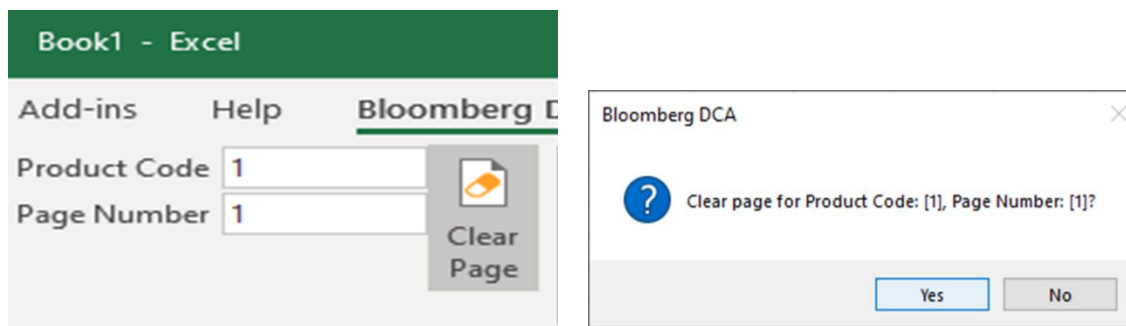 Book1 - Excel
Add-ins Help Bloomberg
Product Code 1
Page Number 1
Clear
Page
Bloomberg DCA
Clear page for Product Code: [1], Page Number: [1]?
Yes No